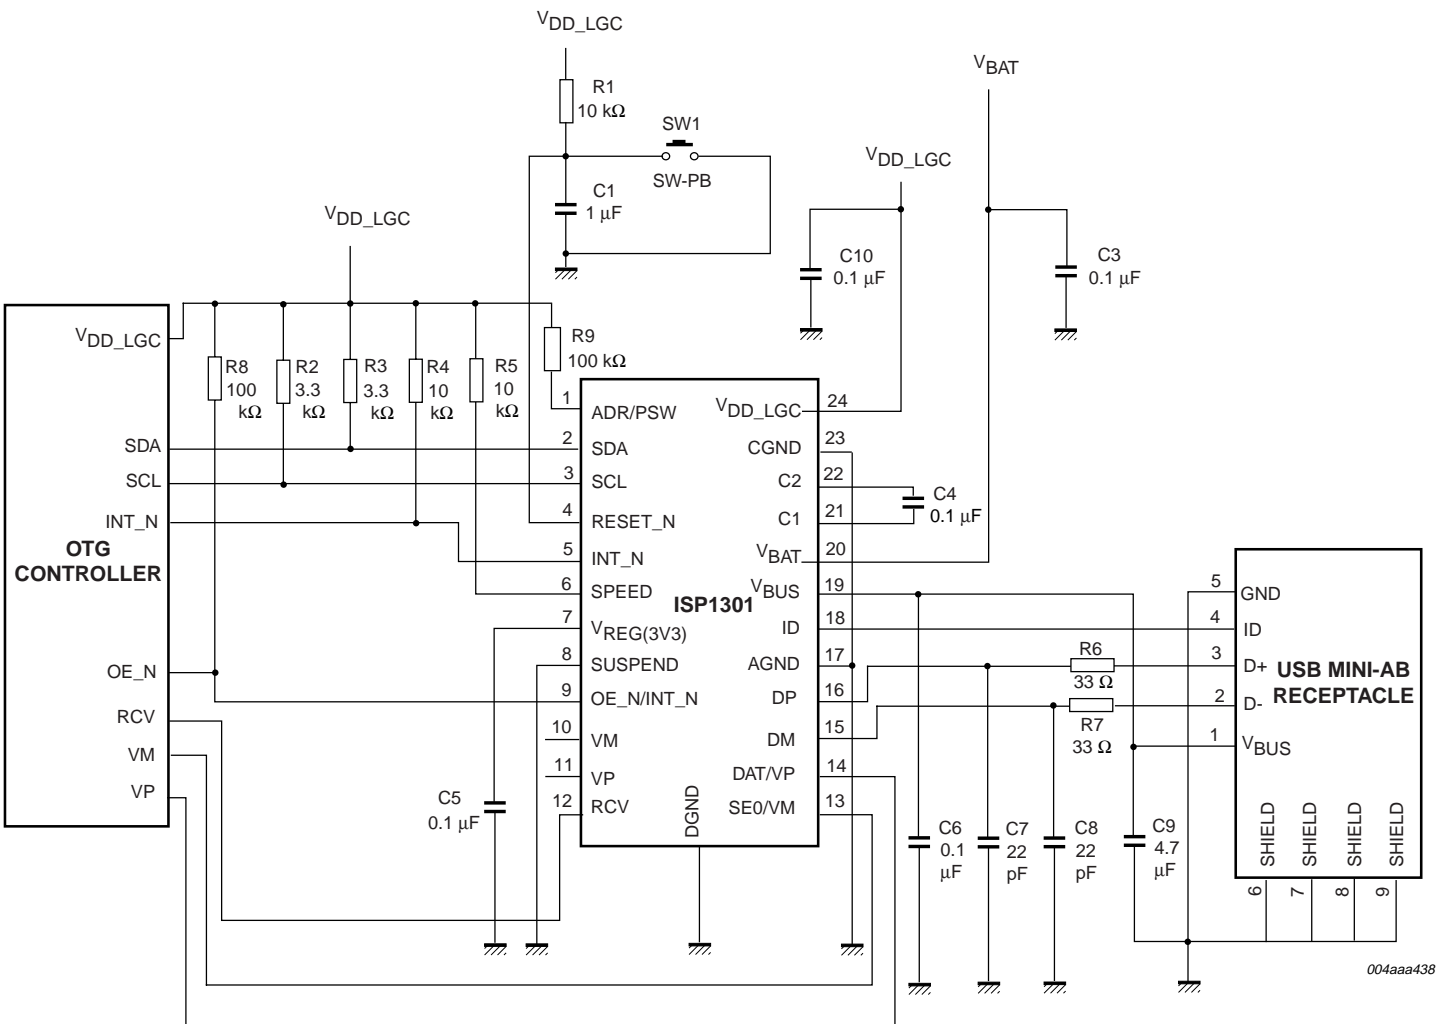 VDD_LGC
R1
10 kΩ
SW1
SW-PB
C1
1 μF
VBAT
VDD_LGC
C10
0.1 μF
C3
0.1 μF
VDD_LGC
VDD_LGC
SDA
SCL
INT_N
OTG
CONTROLLER
OE_N
RCV
VM
VP
R8
100
kΩ
R2
3.3
kΩ
R3
3.3
kΩ
R4
10
kΩ
R5
10
kΩ
R9
100 kΩ
1
ADR/PSW
2
SDA
3
SCL
4
RESET_N
5
INT_N
6
SPEED
7
VREG(3V3)
8
SUSPEND
9
OE_N/INT_N
10
VM
11
VP
12
RCV
ISP1301
DGND
VDD_LGC
24
CGND
23
C2
22
C1
21
VBAT
20
VBUS
19
ID
18
AGND
17
DP
16
DM
15
DAT/VP
14
SE0/VM
13
C4
0.1 μF
C5
0.1 μF
R6
33 Ω
R7
33 Ω
C6
0.1
μF
C7
22
pF
C8
22
pF
C9
4.7
μF
5
GND
4
ID
3
D+
2
D-
1
VBUS
USB MINI-AB
RECEPTACLE
SHIELD
SHIELD
SHIELD
SHIELD
6
7
8
9
004aaa438